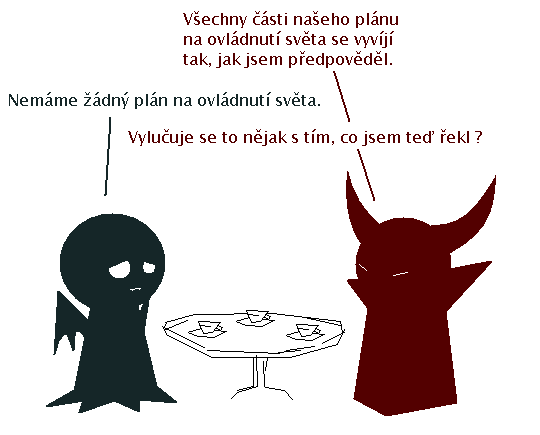 Všechny části našeho plánu
na ovládnutí světa se vyvíjí
tak, jak jsem předpověděl.
Nemáme žádný plán na ovládnutí světa.
Vylučuje se to nějak s tím, co jsem teď řekl ?